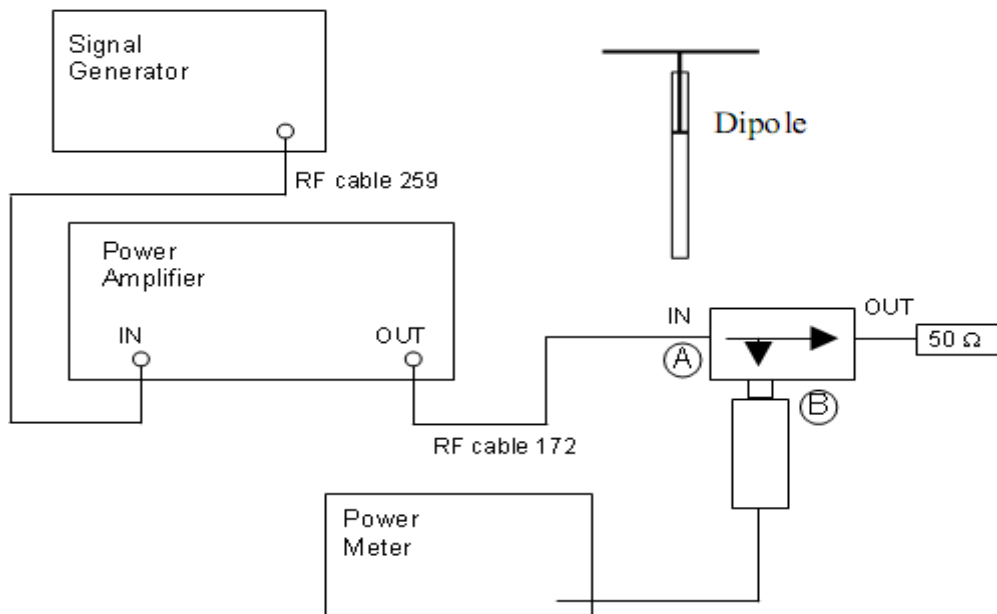 Signal
Generator
Dipole
RF cable 259
Power
Amplifier
IN
OUT
IN
OUT
A
50 Ω
B
RF cable 172
Power
Meter